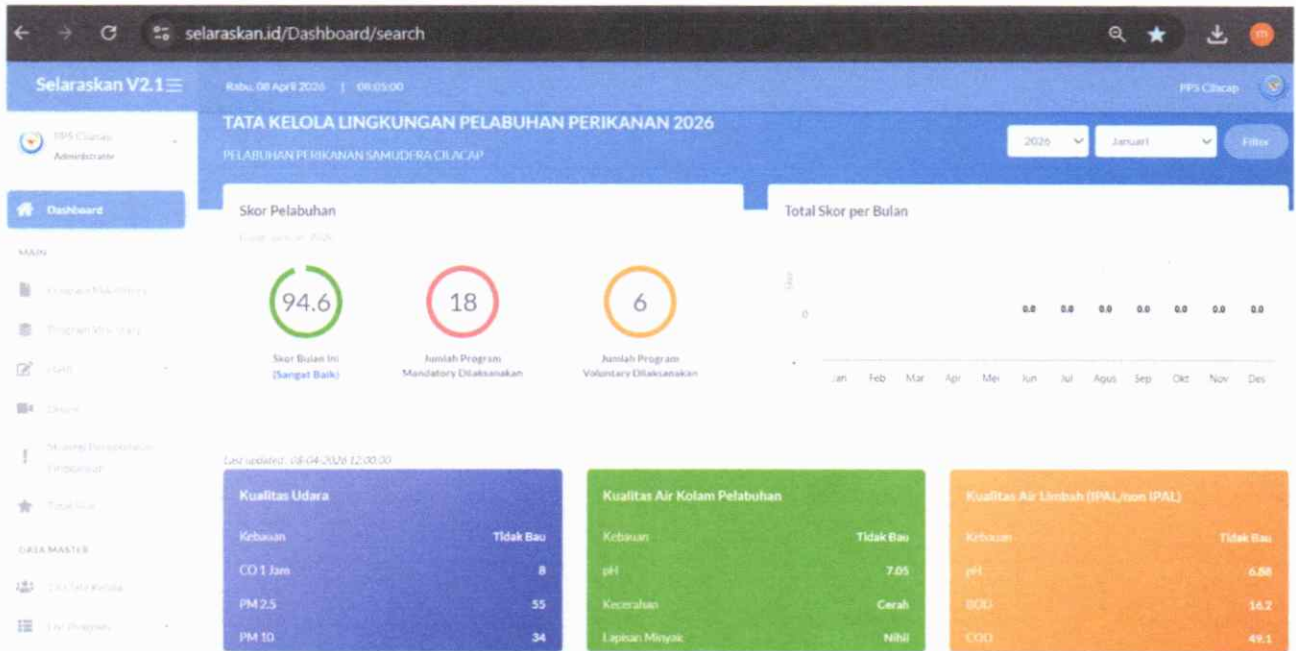 selaraskan.id/Dashboard/search
Selaraskan V2.1
Rabu, 08 April 2026 | 08:05:00
PPS Cilacap
PPS Cilacap
Administrator
TATA KELOLA LINGKUNGAN PELABUHAN PERIKANAN 2026
PELABUHAN PERIKANAN SAMUDERA CILACAP
2026
Januari
Filter
Dashboard
MAIN
Program Voluntary
DATA MASTER
Skor Pelabuhan
94.6
Skor Bulan Ini
(Sangat Baik)
18
Jumlah Program
Mandatory Dilaksanakan
6
Jumlah Program
Voluntary Dilaksanakan
Total Skor per Bulan
Skor
0
0.0 0.0 0.0 0.0 0.0 0.0 0.0
Jan Feb Mar Apr Mei Jun Jul Agus Sep Okt Nov Des
Last updated: 08-04-2026 12:00:00
Kualitas Udara
Kebauan Tidak Bau
CO 1 Jam 8
PM 2.5 55
PM 10 34
Kualitas Air Kolam Pelabuhan
Kebauan Tidak Bau
pH 7.05
Kecerahan Cerah
Lapisan Minyak Nihil
Kualitas Air Limbah (IPAL/non IPAL)
Kebauan Tidak Bau
pH 6.88
BOD 16.2
COD 49.1